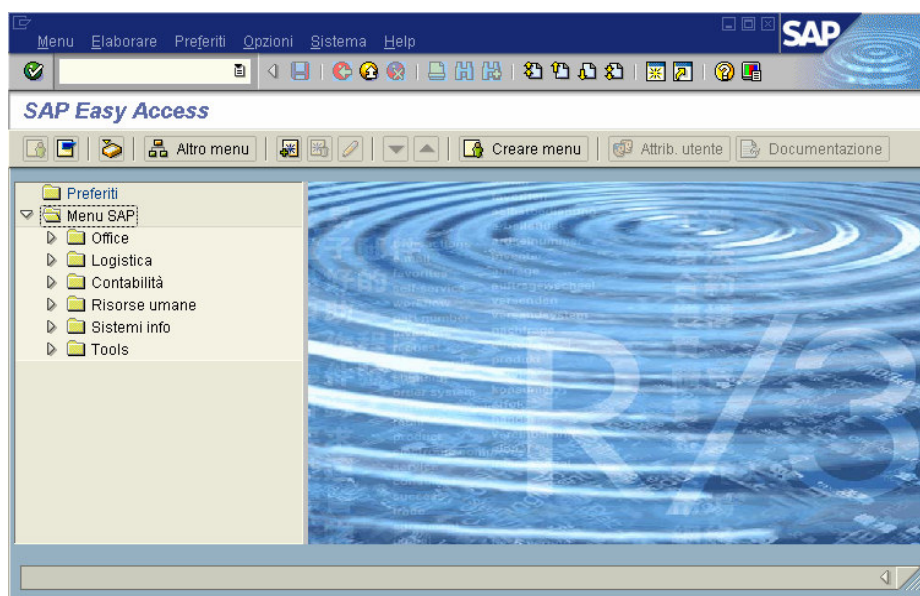 Menu Elaborare Preferiti Opzioni Sistema Help
SAP
SAP Easy Access
Altro menu Creare menu Attrib. utente Documentazione
Preferiti
Menu SAP
Office
Logistica
Contabilità
Risorse umane
Sistemi info
Tools
R/3